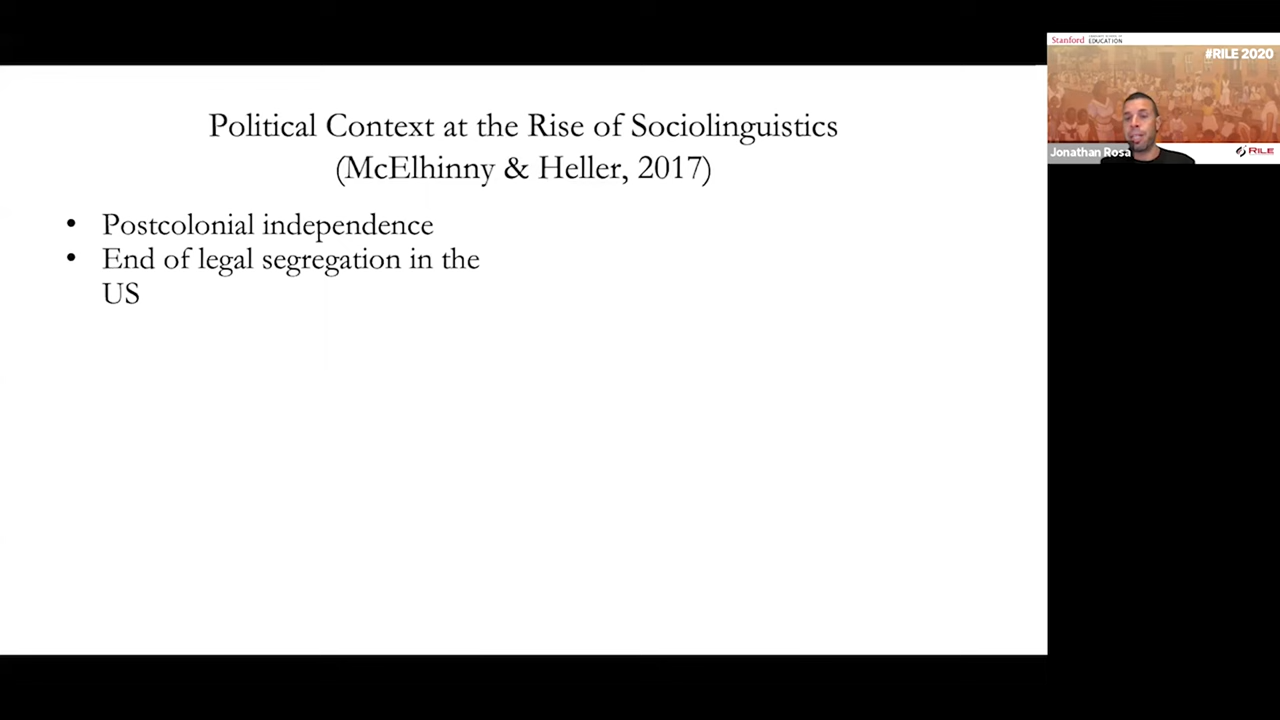 Political Context at the Rise of Sociolinguistics
(McElhinny & Heller, 2017)
• Postcolonial independence
• End of legal segregation in the
US
Stanford
EDUCATION
#RILE 2020
Jonathan Rosa
RILE